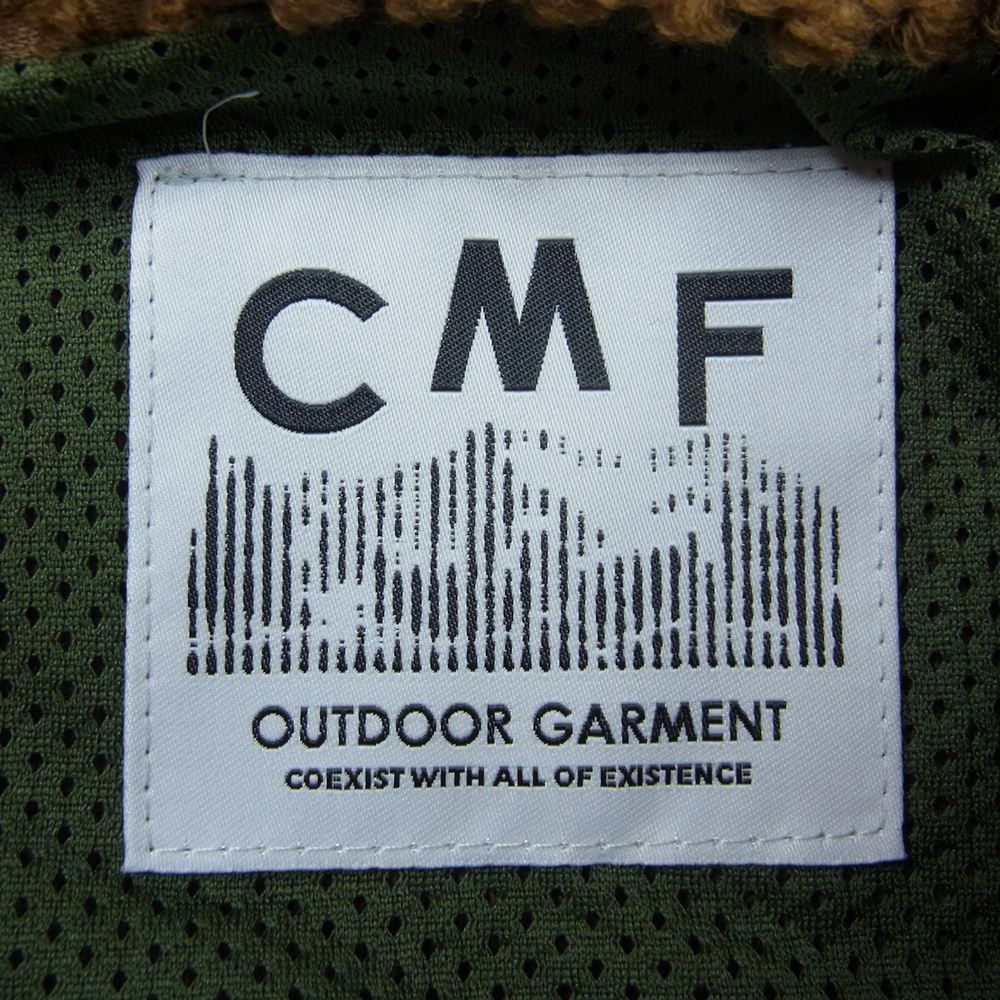 CMF
OUTDOOR GARMENT
COEXIST WITH ALL OF EXISTENCE